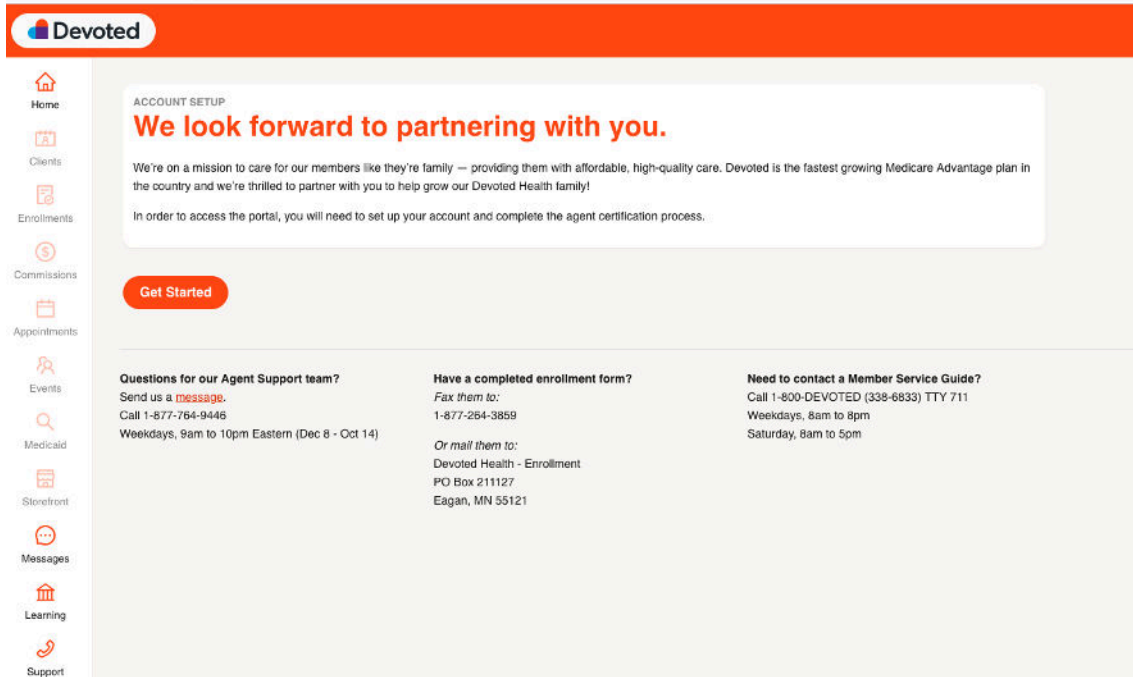 Devoted
Home
Clients
Enrollments
Commissions
Appointments
Events
Medicaid
Storefront
Messages
Learning
Support
ACCOUNT SETUP
We look forward to partnering with you.
We're on a mission to care for our members like they're family — providing them with affordable, high-quality care. Devoted is the fastest growing Medicare Advantage plan in
the country and we're thrilled to partner with you to help grow our Devoted Health family!
In order to access the portal, you will need to set up your account and complete the agent certification process.
Get Started
Questions for our Agent Support team?
Send us a message.
Call 1-877-764-9446
Weekdays, 9am to 10pm Eastern (Dec 8 - Oct 14)
Have a completed enrollment form?
Fax them to:
1-877-264-3859
Or mail them to:
Devoted Health - Enrollment
PO Box 211127
Eagan, MN 55121
Need to contact a Member Service Guide?
Call 1-800-DEVOTED (338-6833) TTY 711
Weekdays, 8am to 8pm
Saturday, 8am to 5pm